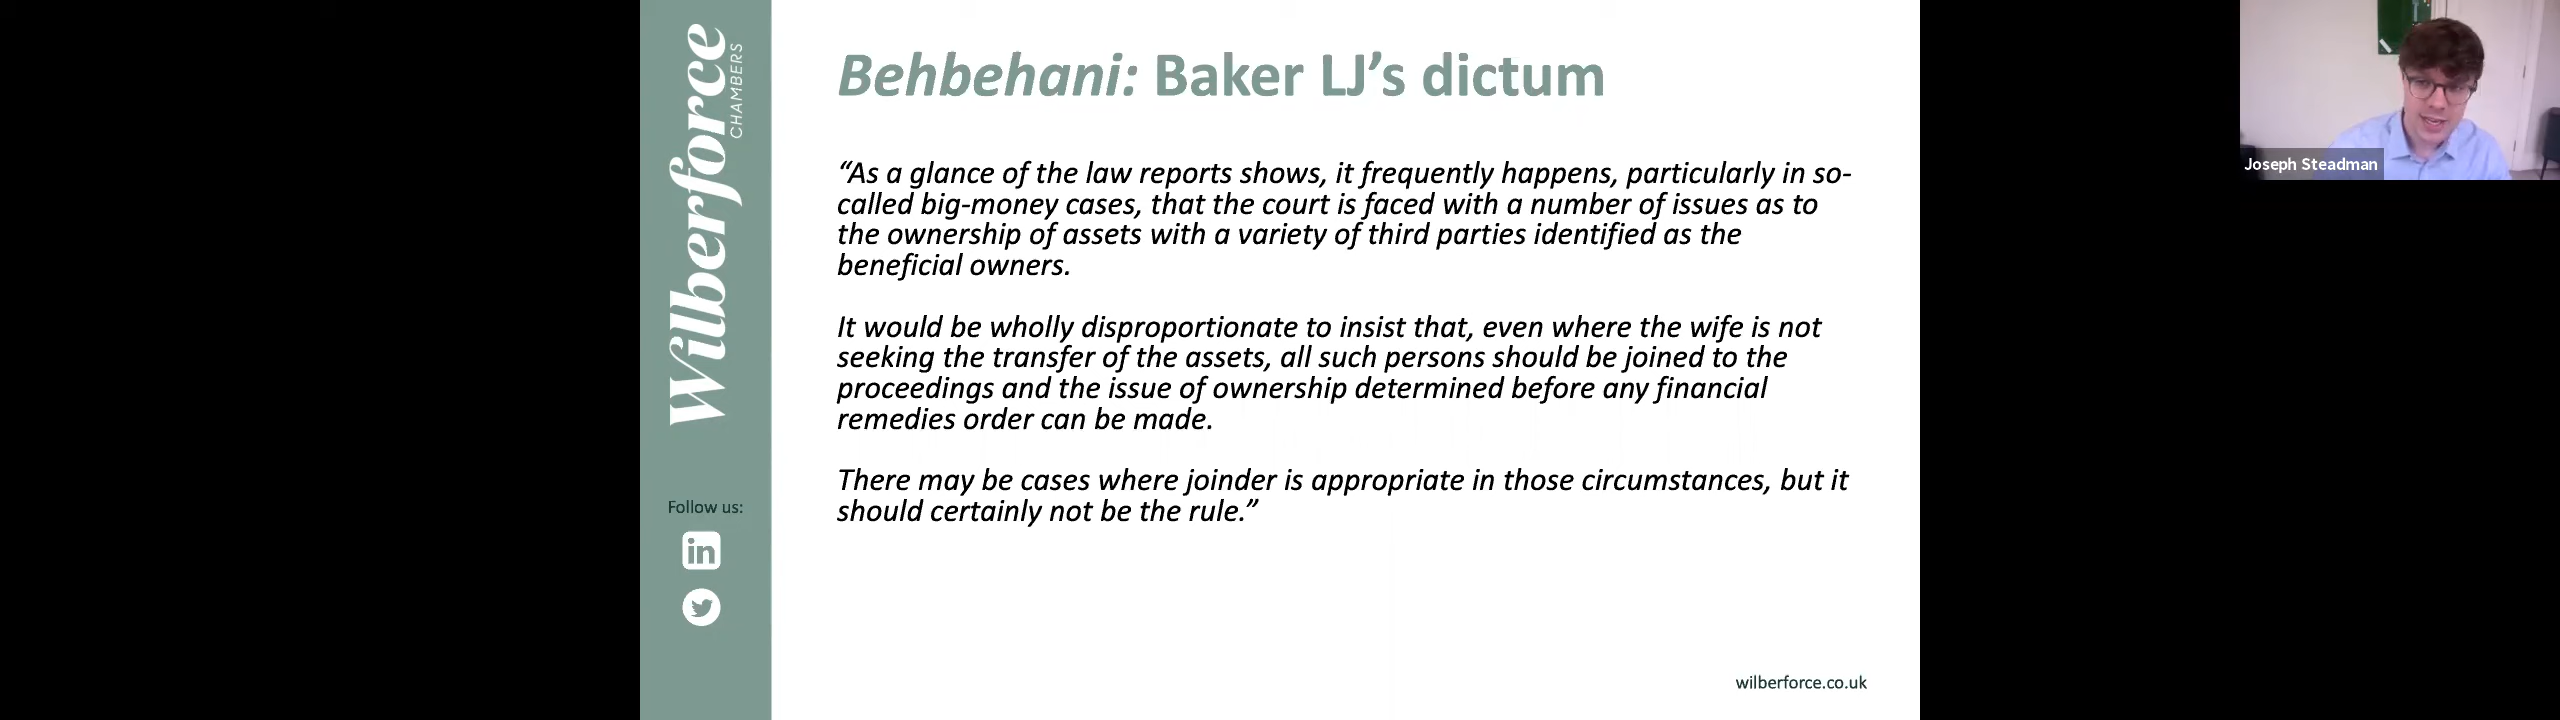 Wilberforce
CHAMBERS
Follow us:
in
Behbehani: Baker LJ’s dictum
“As a glance of the law reports shows, it frequently happens, particularly in so-
called big-money cases, that the court is faced with a number of issues as to
the ownership of assets with a variety of third parties identified as the
beneficial owners.
It would be wholly disproportionate to insist that, even where the wife is not
seeking the transfer of the assets, all such persons should be joined to the
proceedings and the issue of ownership determined before any financial
remedies order can be made.
There may be cases where joinder is appropriate in those circumstances, but it
should certainly not be the rule.”
wilberforce.co.uk
Joseph Steadman